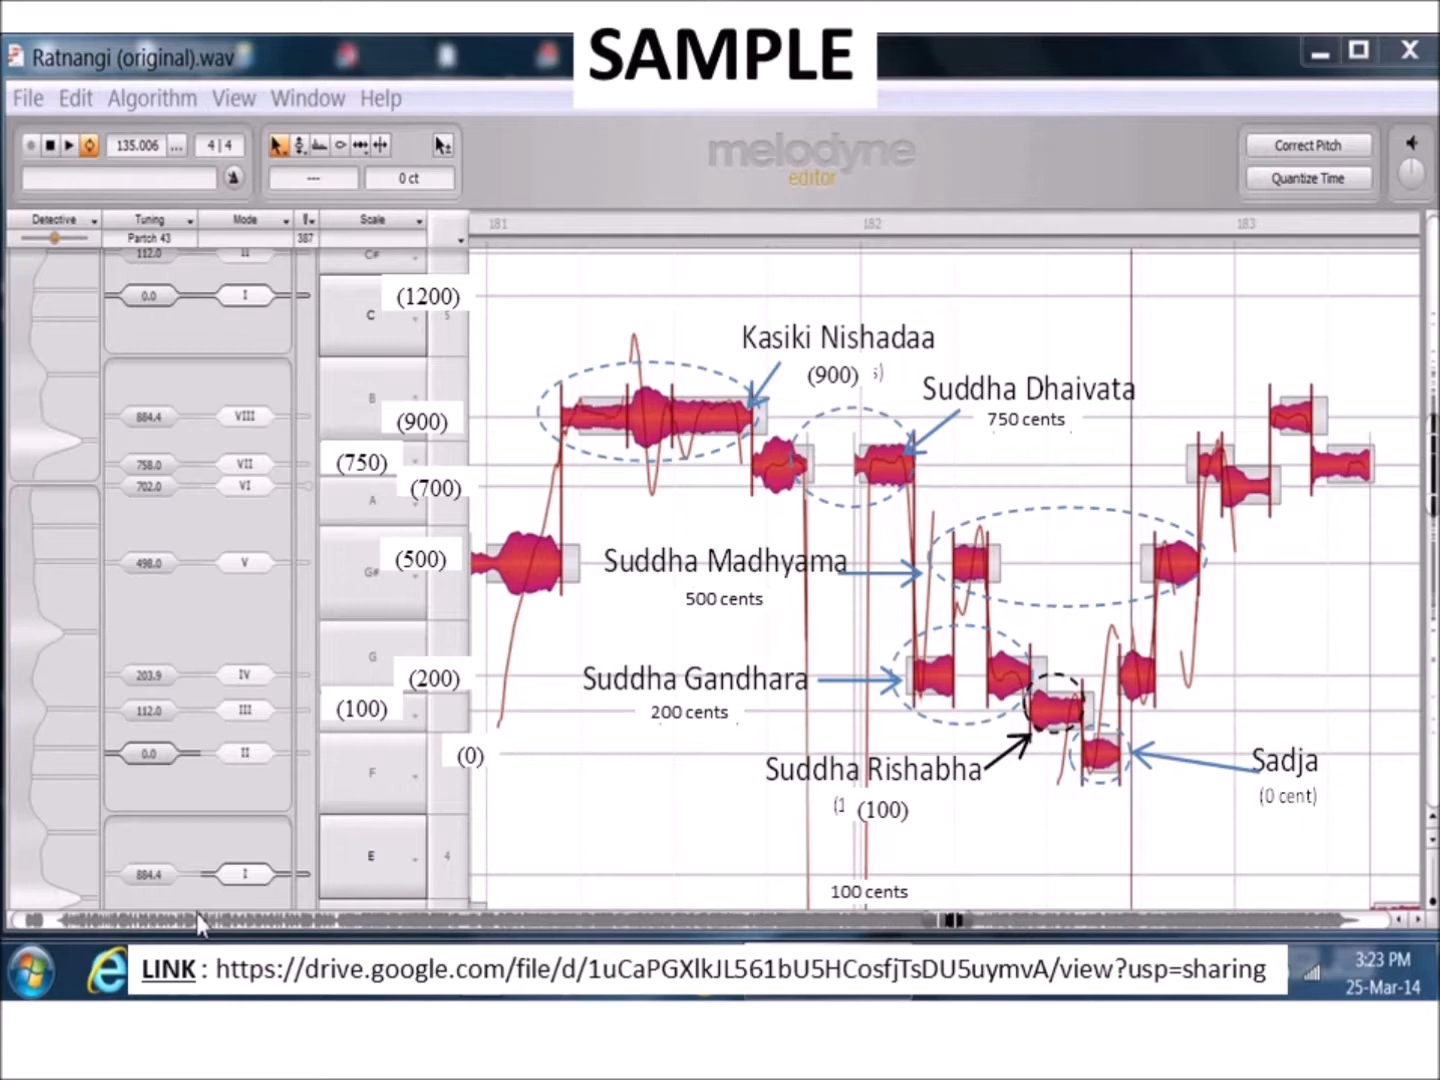 SAMPLE
Ratnangi (original).wav
File Edit Algorithm View Window Help
135.006 ... 4|4
--- 0 ct
melodyne
editor
Correct Pitch
Quantize Time
Detective Tuning Mode Scale
Partch 43 387
181 182 183
112.0 II C#
0.0 I C (1200) 5
Kasiki Nishadaa
(900) s)
Suddha Dhaivata
750 cents
B
884.4 VIII (900)
758.0 VII (750)
702.0 VI (700)
A
498.0 V G# (500)
Suddha Madhyama
500 cents
G
203.9 IV (200)
Suddha Gandhara
200 cents
112.0 III (100)
0.0 II (0)
F
Suddha Rishabha
(1 (100)
Sadja
(0 cent)
E 4
884.4 I
100 cents
LINK : https://drive.google.com/file/d/1uCaPGXlkJL561bU5HCosfjTsDU5uymvA/view?usp=sharing
3:23 PM
25-Mar-14